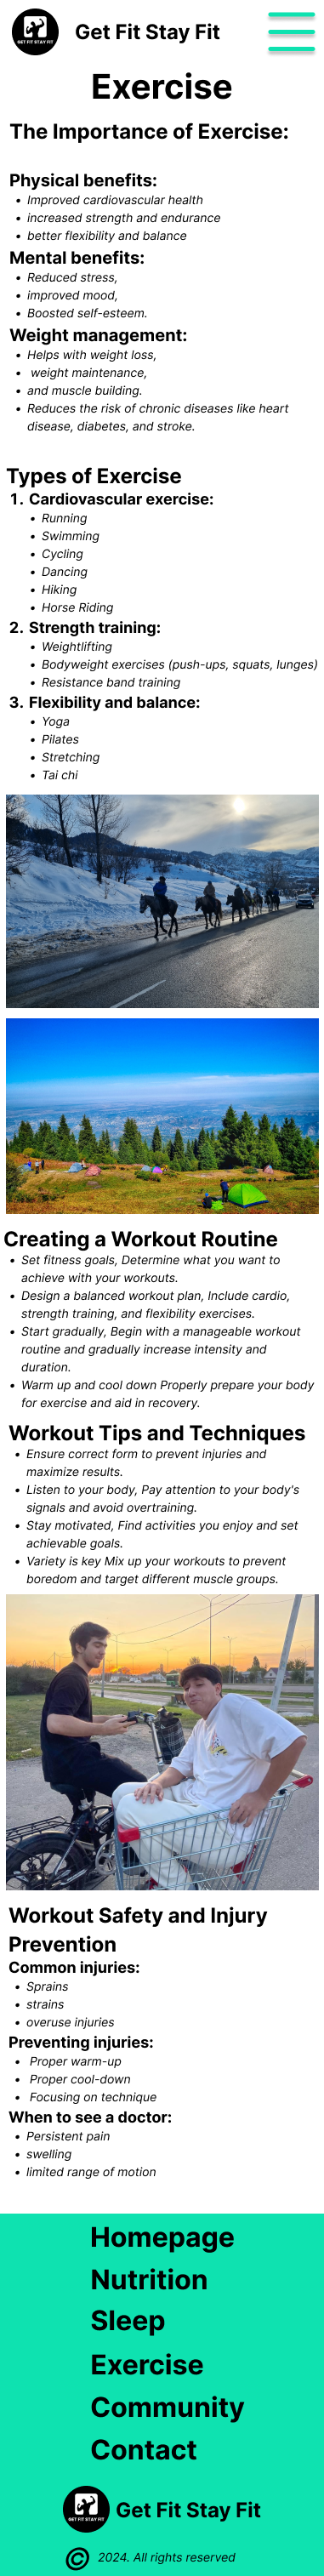 GET FIT STAY FIT
Get Fit Stay Fit
Exercise
The Importance of Exercise:
Physical benefits:
• Improved cardiovascular health
• increased strength and endurance
• better flexibility and balance
Mental benefits:
• Reduced stress,
• improved mood,
• Boosted self-esteem.
Weight management:
• Helps with weight loss,
• weight maintenance,
• and muscle building.
• Reduces the risk of chronic diseases like heart
disease, diabetes, and stroke.
Types of Exercise
1. Cardiovascular exercise:
• Running
• Swimming
• Cycling
• Dancing
• Hiking
• Horse Riding
2. Strength training:
• Weightlifting
• Bodyweight exercises (push-ups, squats, lunges)
• Resistance band training
3. Flexibility and balance:
• Yoga
• Pilates
• Stretching
• Tai chi
Creating a Workout Routine
• Set fitness goals, Determine what you want to
achieve with your workouts.
• Design a balanced workout plan, Include cardio,
strength training, and flexibility exercises.
• Start gradually, Begin with a manageable workout
routine and gradually increase intensity and
duration.
• Warm up and cool down Properly prepare your body
for exercise and aid in recovery.
Workout Tips and Techniques
• Ensure correct form to prevent injuries and
maximize results.
• Listen to your body, Pay attention to your body's
signals and avoid overtraining.
• Stay motivated, Find activities you enjoy and set
achievable goals.
• Variety is key Mix up your workouts to prevent
boredom and target different muscle groups.
Workout Safety and Injury
Prevention
Common injuries:
• Sprains
• strains
• overuse injuries
Preventing injuries:
• Proper warm-up
• Proper cool-down
• Focusing on technique
When to see a doctor:
• Persistent pain
• swelling
• limited range of motion
Homepage
Nutrition
Sleep
Exercise
Community
Contact
GET FIT STAY FIT
Get Fit Stay Fit
© 2024. All rights reserved